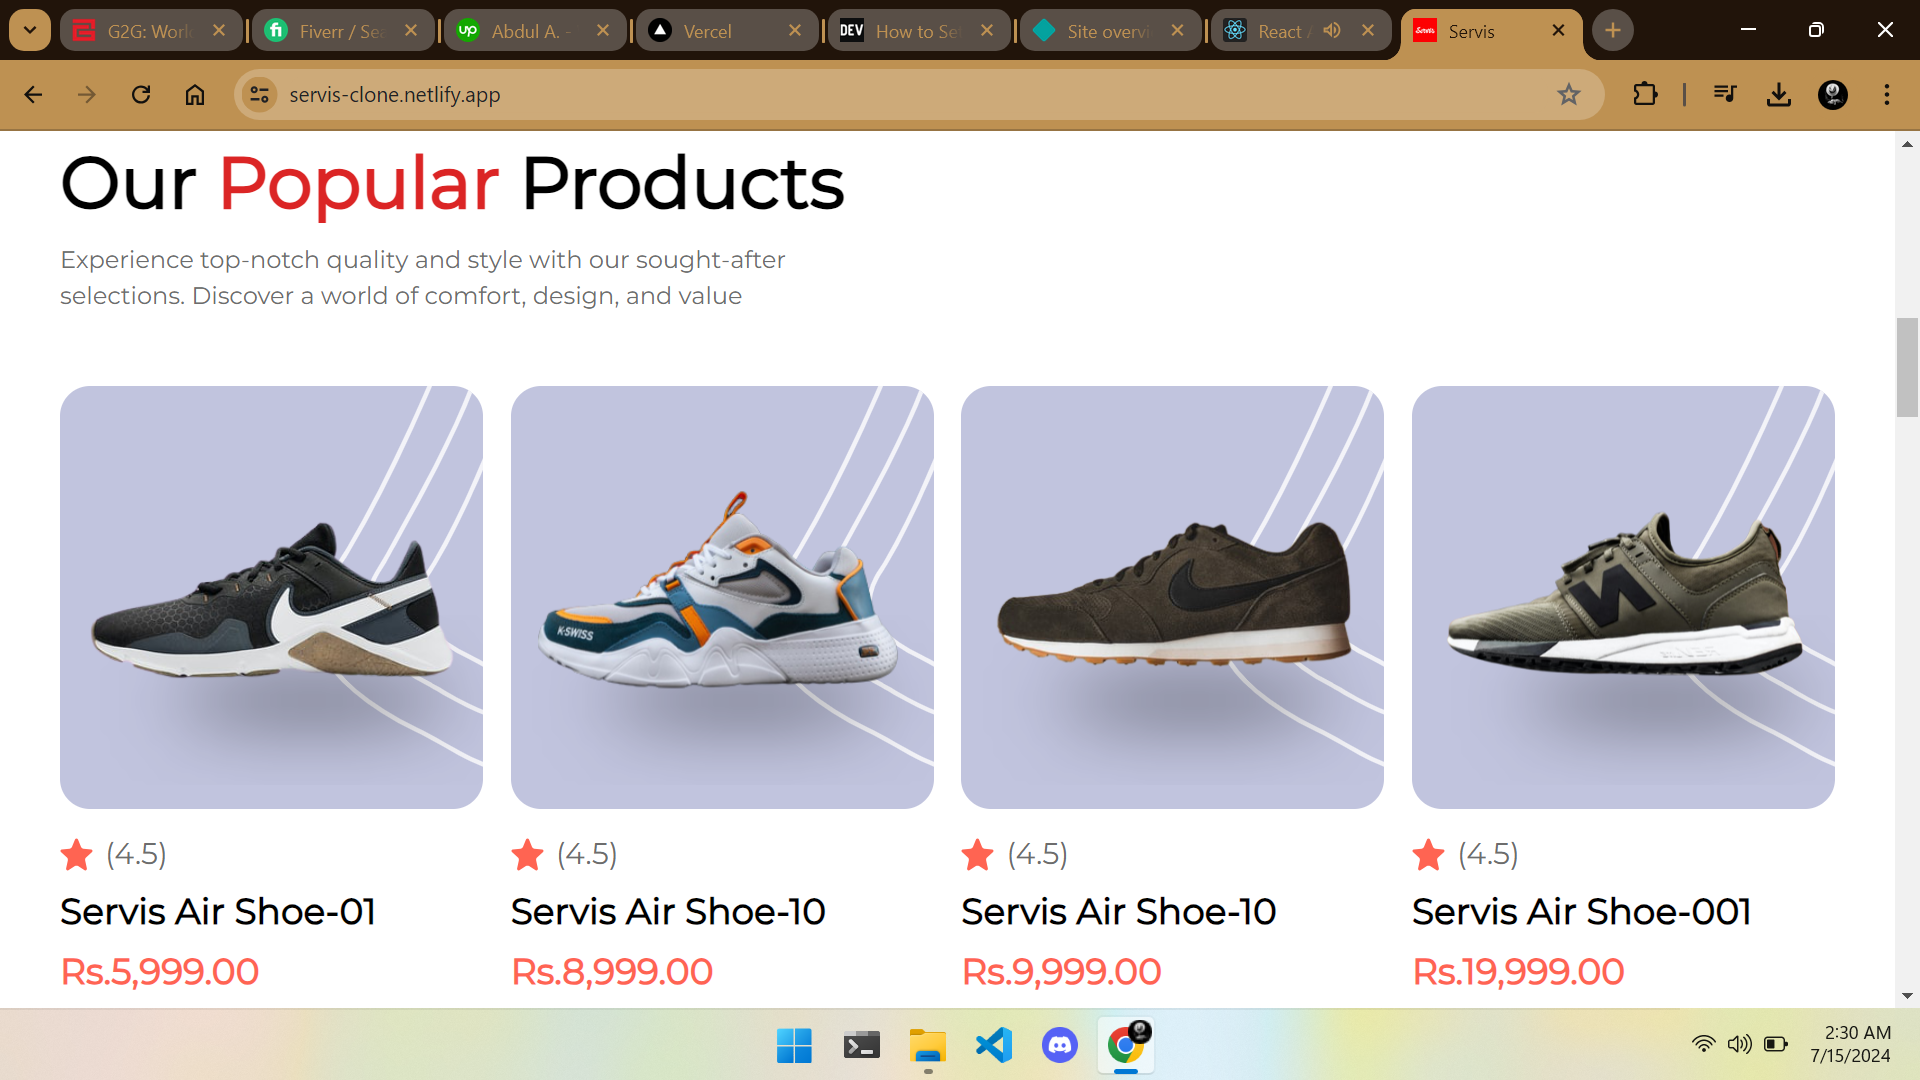 G2G: Worl
Fiverr / Se
Abdul A. -
Vercel
DEV How to Se
Site overvi
React /
Servis
servis-clone.netlify.app
Our Popular Products
Experience top-notch quality and style with our sought-after
selections. Discover a world of comfort, design, and value
K-SWISS
(4.5) (4.5) (4.5) (4.5)
Servis Air Shoe-01 Servis Air Shoe-10 Servis Air Shoe-10 Servis Air Shoe-001
Rs.5,999.00 Rs.8,999.00 Rs.9,999.00 Rs.19,999.00
2:30 AM
7/15/2024